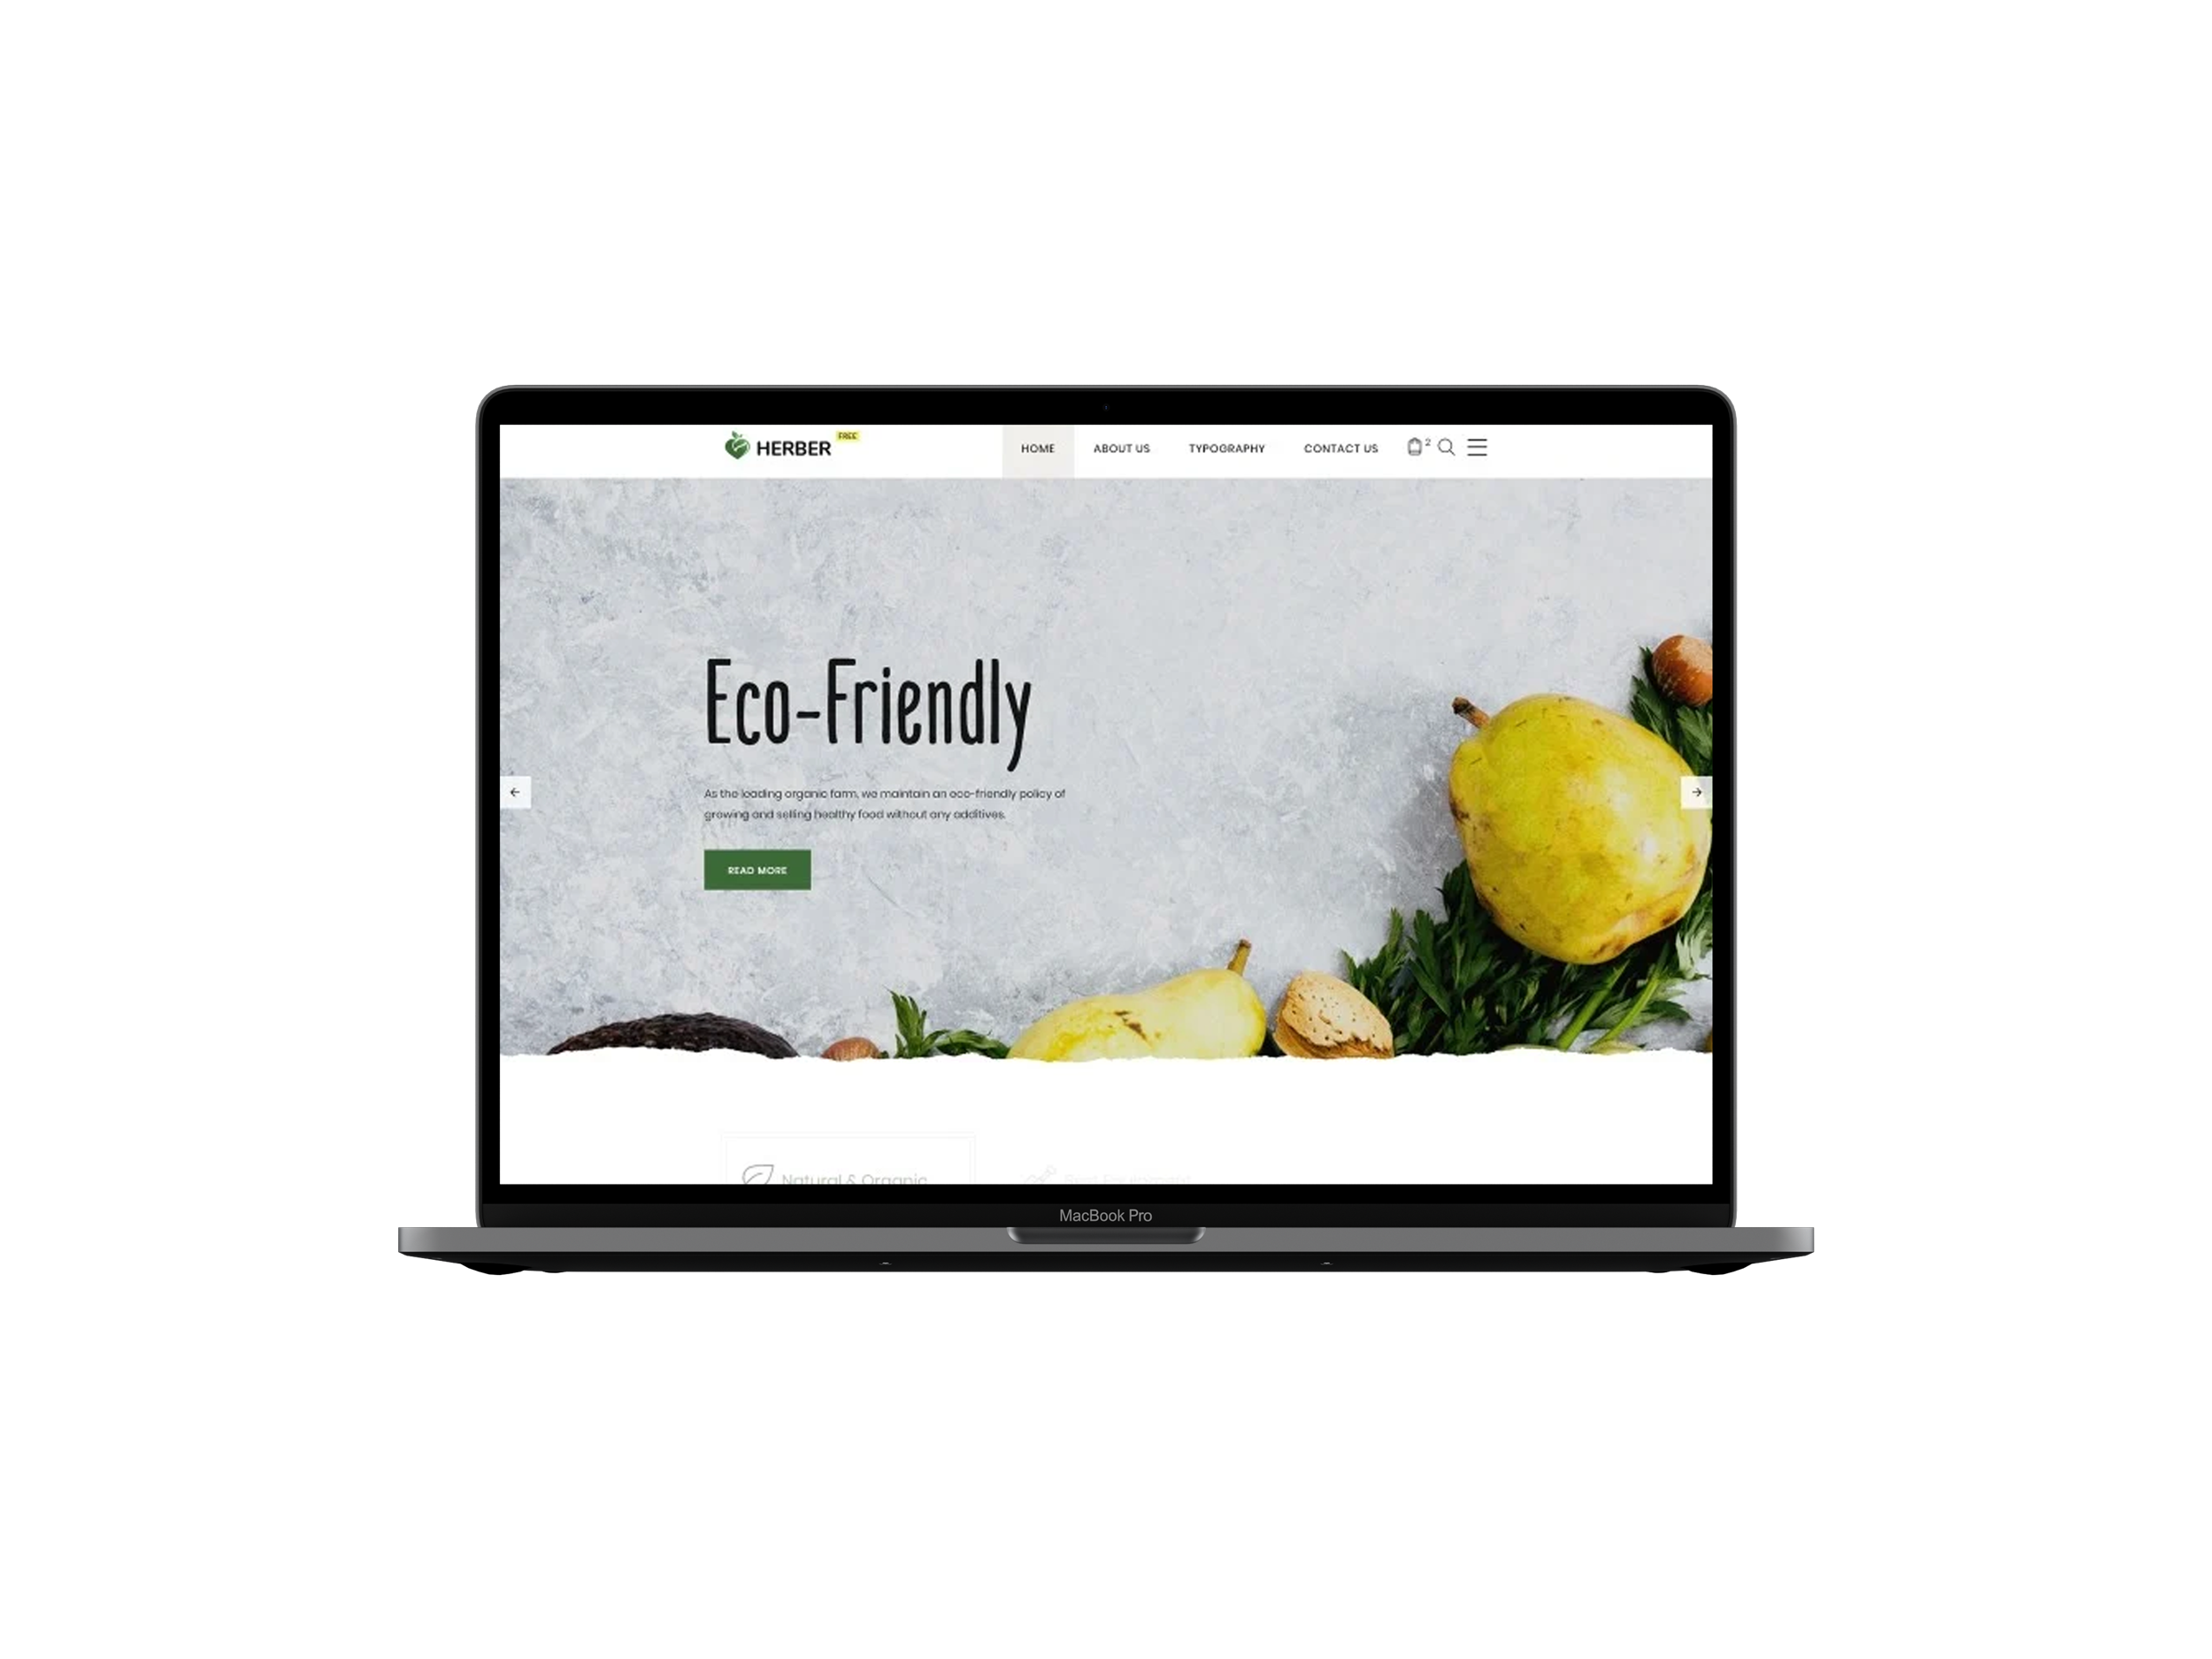 HERBER FREE
HOME ABOUT US TYPOGRAPHY CONTACT US 2
Eco-Friendly
As the leading organic farm, we maintain an eco-friendly policy of
growing and selling healthy food without any additives.
READ MORE
Natural & Organic
MacBook Pro